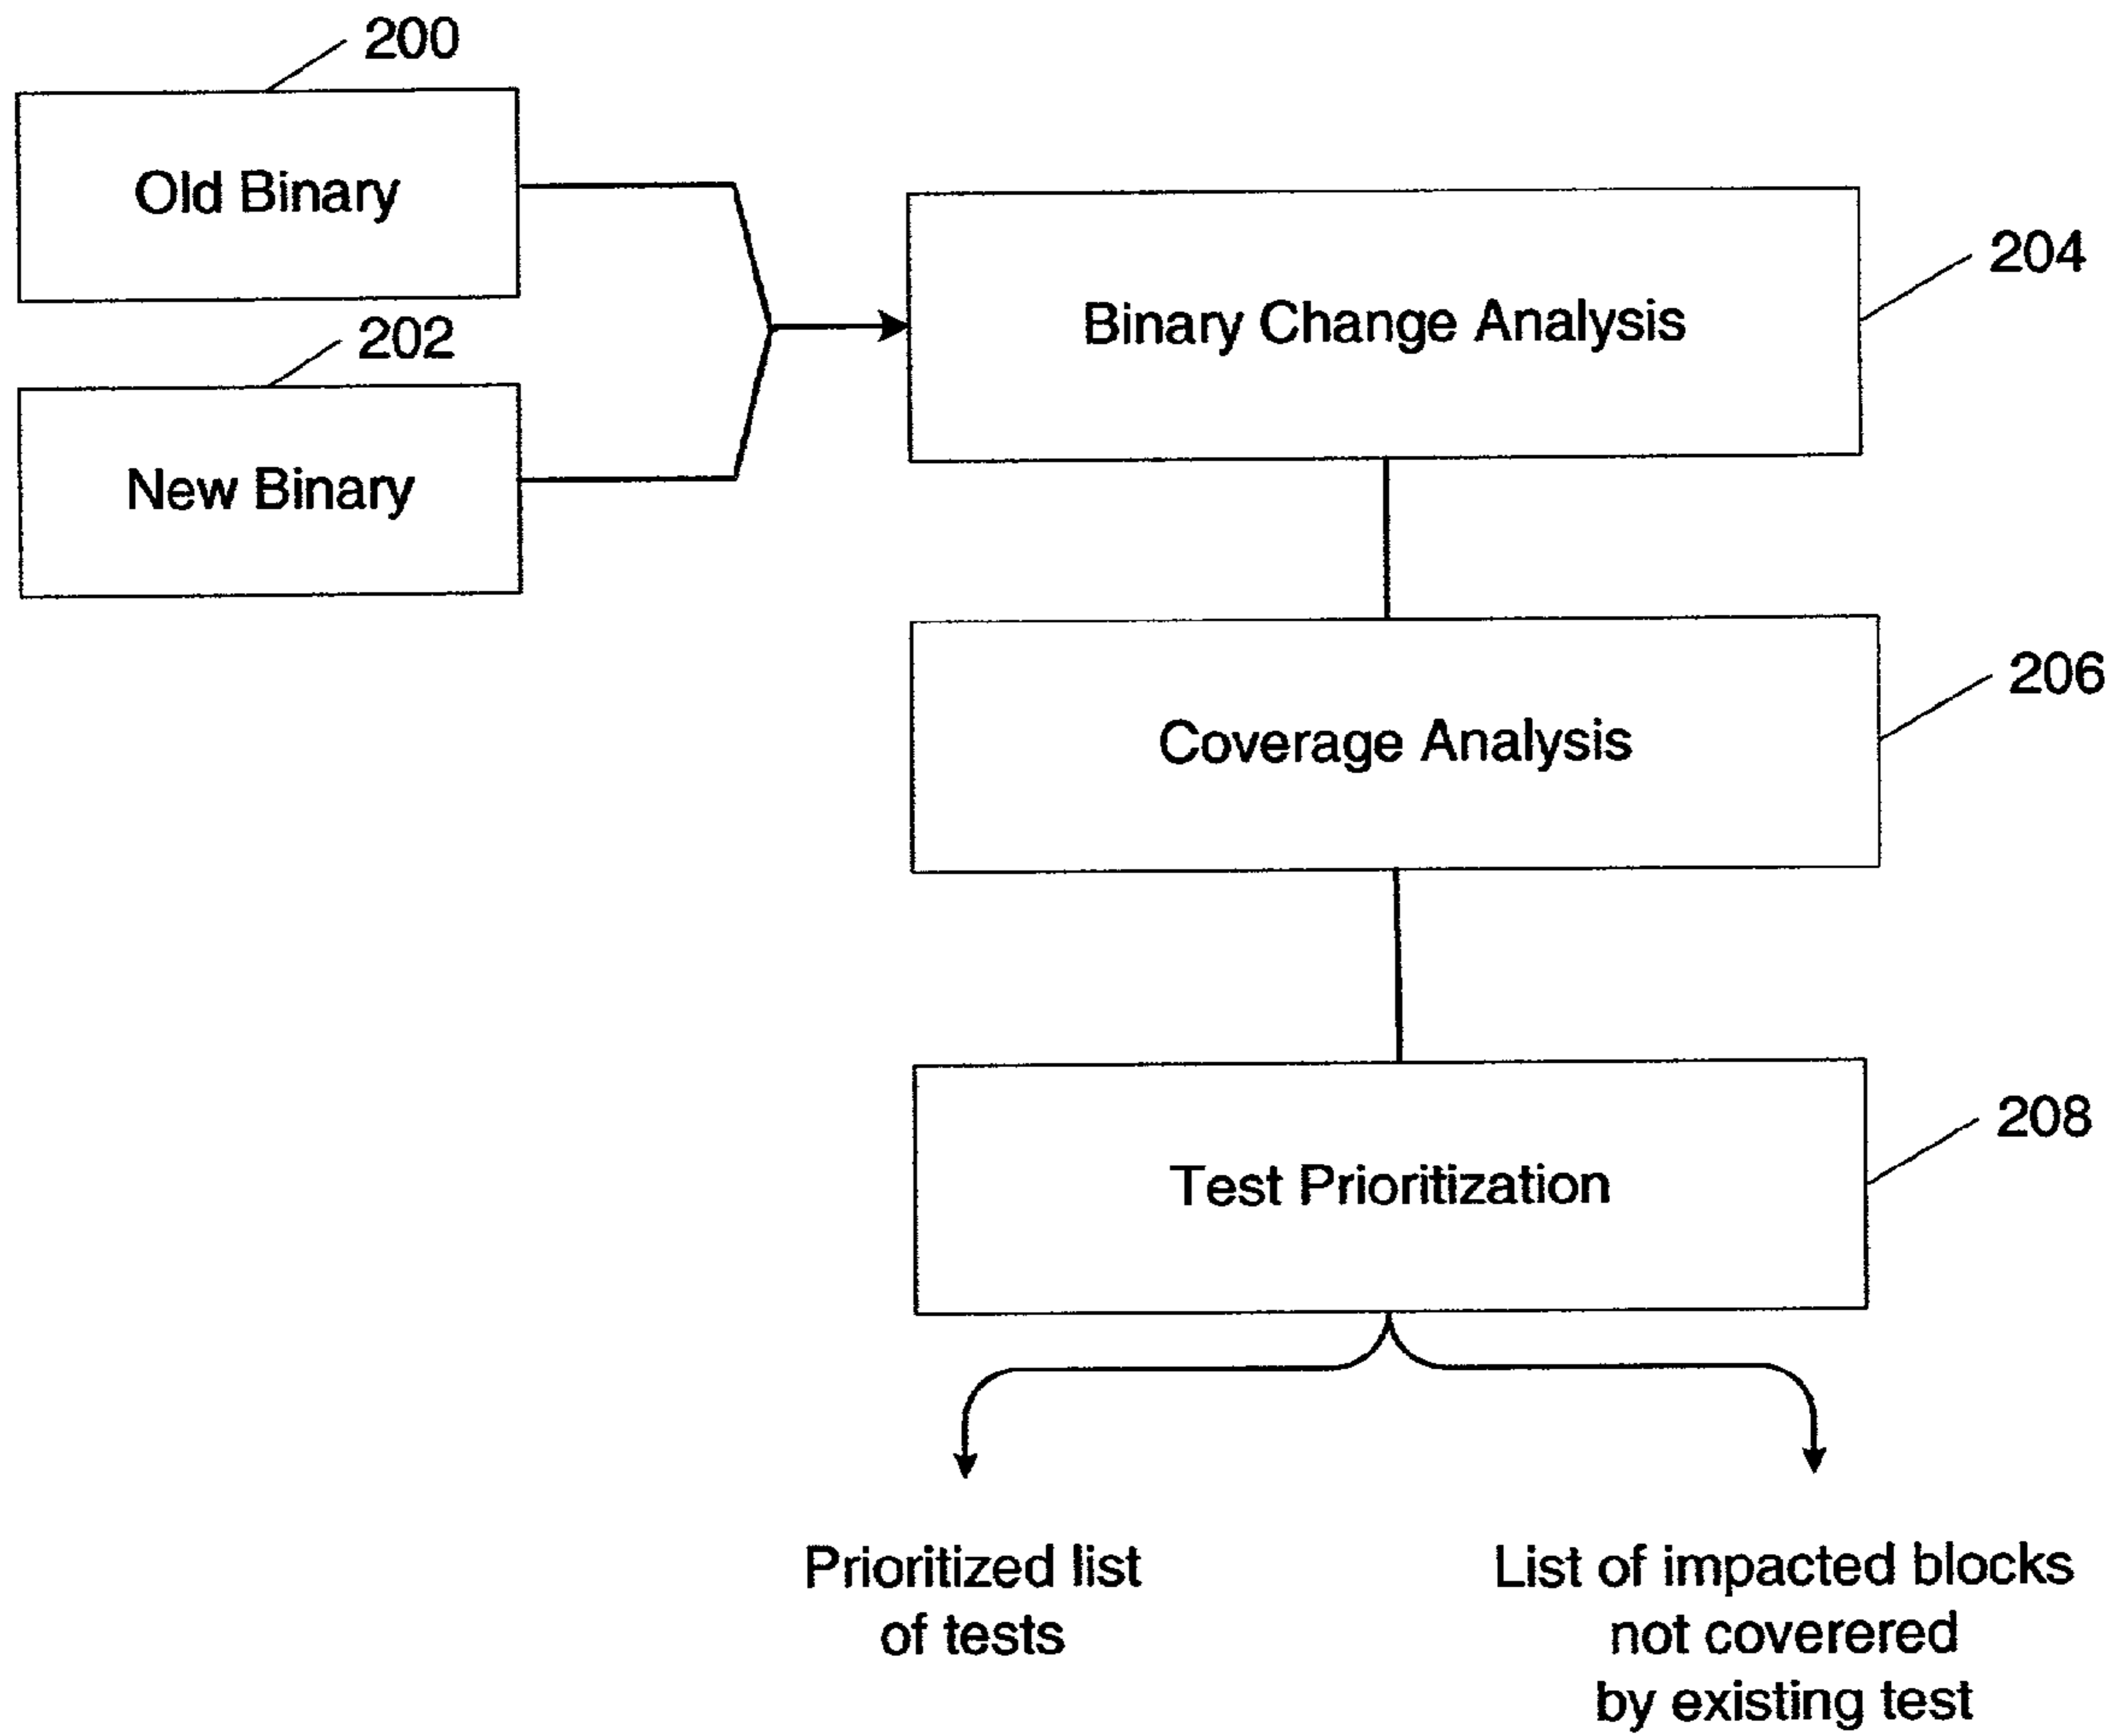 200
Old Binary
202
New Binary
204
Binary Change Analysis
206
Coverage Analysis
208
Test Prioritization
Prioritized list
of tests
List of impacted blocks
not coverered
by existing test